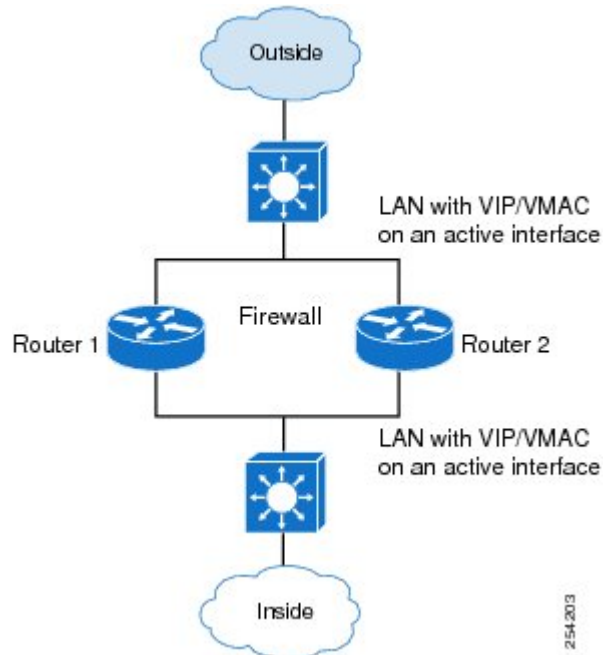 Outside
LAN with VIP/VMAC
on an active interface
Router 1
Firewall
Router 2
LAN with VIP/VMAC
on an active interface
Inside
254203